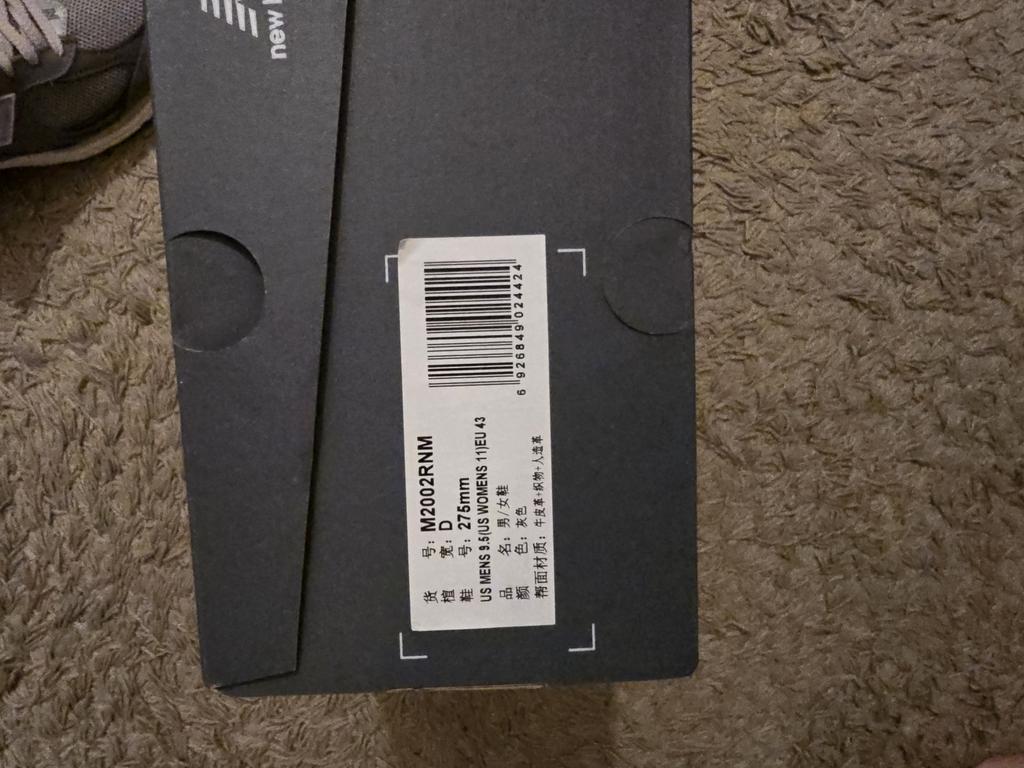 new
6 926849 024424
货 号: M2002RNM
楦 宽: D
鞋 号: 275mm
US MENS 9.5(US WOMENS 11)EU 43
品 名: 男/女鞋
颜 色: 灰色
帮面材质: 牛皮革+织物+人造革